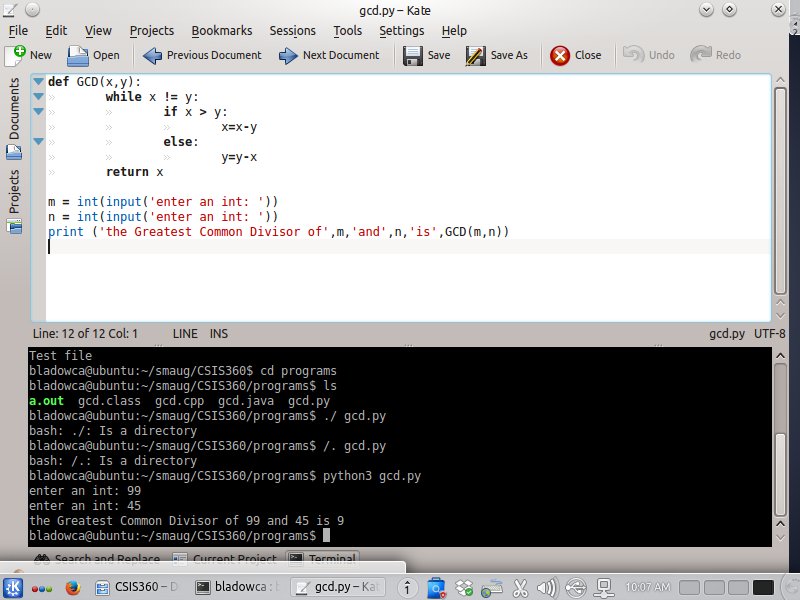 gcd.py – Kate
File Edit View Projects Bookmarks Sessions Tools Settings Help
New Open Previous Document Next Document Save Save As Close Undo Redo
Documents
Projects
def GCD(x,y):
» while x != y:
» » if x > y:
» » » x=x-y
» » else:
» » » y=y-x
» return x
m = int(input('enter an int: '))
n = int(input('enter an int: '))
print ('the Greatest Common Divisor of',m,'and',n,'is',GCD(m,n))
Line: 12 of 12 Col: 1 LINE INS gcd.py UTF-8
Test file
bladowca@ubuntu:~/smaug/CSIS360$ cd programs
bladowca@ubuntu:~/smaug/CSIS360/programs$ ls
a.out gcd.class gcd.cpp gcd.java gcd.py
bladowca@ubuntu:~/smaug/CSIS360/programs$ ./ gcd.py
bash: ./: Is a directory
bladowca@ubuntu:~/smaug/CSIS360/programs$ /. gcd.py
bash: /.: Is a directory
bladowca@ubuntu:~/smaug/CSIS360/programs$ python3 gcd.py
enter an int: 99
enter an int: 45
the Greatest Common Divisor of 99 and 45 is 9
bladowca@ubuntu:~/smaug/CSIS360/programs$
Search and Replace Current Project Terminal
CSIS360 – D bladowca : b gcd.py – Kat 1 10:07 AM